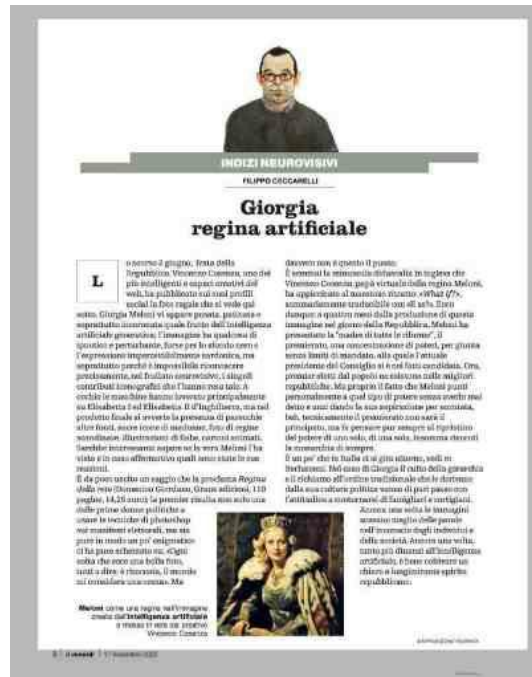 INDIZI NEUROVISIVI
FILIPPO CECCARELLI
Giorgia
regina artificiale
Lo scorso 2 giugno, festa della
Repubblica, Vincenzo Cosenza, uno dei
più intelligenti e capaci creativi del
web, ha pubblicato sui suoi profili
social la foto regale che si vede qui
sotto. Giorgia Meloni vi appare posata, patinata e
soprattutto incoronata quale frutto dell'intelligenza
artificiale generativa; l'immagine ha qualcosa di
ipnotico e perturbante, forse per lo sfondo nero e
l'espressione impercettibilmente sardonica, ma
soprattutto perché è impossibile riconoscere
precisamente, nel frullato conoscitivo, i singoli
contributi iconografici che l'hanno resa tale. A
occhio le macchine hanno lavorato principalmente
su Elisabetta I ed Elisabetta II d'Inghilterra, ma nel
prodotto finale si avverte la presenza di parecchie
altre fonti, sacre icone di madonne, foto di regine
scandinave, illustrazioni di fiabe, cartoni animati.
Sarebbe interessante sapere se la vera Meloni l'ha
vista e in caso affermativo quali sono state le sue
reazioni.
È da poco uscito un saggio che la proclama Regina
della rete (Domenico Giordano, Graus edizioni, 110
pagine, 14,25 euro); la premier risulta non solo una
delle prime donne politiche a
usare le tecniche di photoshop
sui manifesti elettorali, ma sia
pure in modo un po' enigmatico
ci ha pure scherzato su: «Ogni
volta che esce una bella foto,
tutti a dire: è ritoccata, il mondo
mi considera una cozza». Ma
davvero non è questo il punto.
È semmai la minuscola didascalia in inglese che
Vincenzo Cosenza, papà virtuale della regina Meloni,
ha appiccicato al maestoso ritratto: «What if?»,
sommariamente traducibile con «E se?». Ecco
dunque: a quattro mesi dalla produzione di questa
immagine nel giorno della Repubblica, Meloni ha
presentato la "madre di tutte le riforme", il
premierato, una concentrazione di poteri, per giunta
senza limiti di mandato, alla quale l'attuale
presidente del Consiglio si è nei fatti candidata. Ora,
premier eletti dal popolo no esistono nelle migliori
repubbliche. Ma proprio il fatto che Meloni punti
personalmente a quel tipo di potere senza averlo mai
detto e anzi dando la sua aspirazione per scontata,
beh, tecnicamente il premierato non sarà il
principato, ma fa pensare pur sempre al ripristino
del potere di uno solo, di una sola, insomma davanti
la monarchia di sempre.
È un po' che in Italia ci si gira intorno, vedi re
Berlusconi. Nel caso di Giorgia il culto della gerarchia
e il richiamo all'ordine tradizionale che le derivano
dalla sua cultura politica vanno di pari passo con
l'attitudine a contornarsi di famigliari e cortigiani.
Ancora una volta le immagini
arrivano meglio delle parole
nell'inconscio degli individui e
della società. Ancora una volta,
tanto più dinanzi all'intelligenza
artificiale, è bene coltivare un
chiaro e lungimirante spirito
repubblicano.
Meloni come una regina nell'immagine
creata dall'intelligenza artificiale
e messa in rete dal creativo
Vincenzo Cosenza